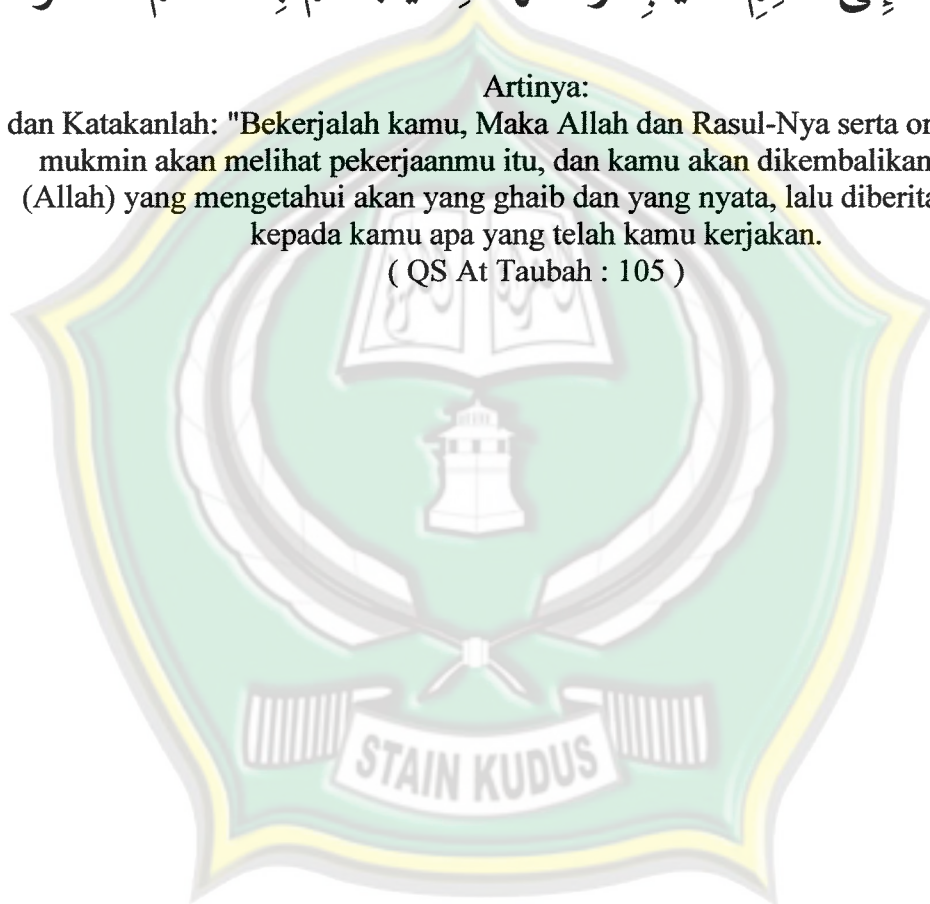 Artinya:
dan Katakanlah: "Bekerjalah kamu, Maka Allah dan Rasul-Nya serta
mukmin akan melihat pekerjaanmu itu, dan kamu akan dikembalikan
(Allah) yang mengetahui akan yang ghaib dan yang nyata, lalu
kepada kamu apa yang telah kamu kerjakan.
( QS At Taubah : 105 )
STAIN KUDUS